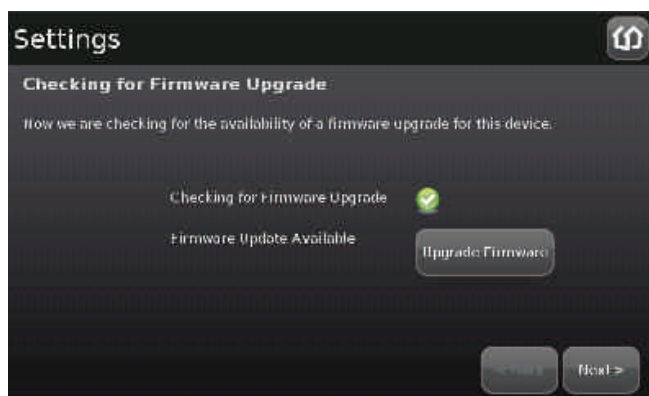 Settings
Checking for Firmware Upgrade
Now we are checking for the availability of a firmware upgrade for this device.
Checking for Firmware Upgrade
Firmware Update Available
Upgrade Firmware
Next >